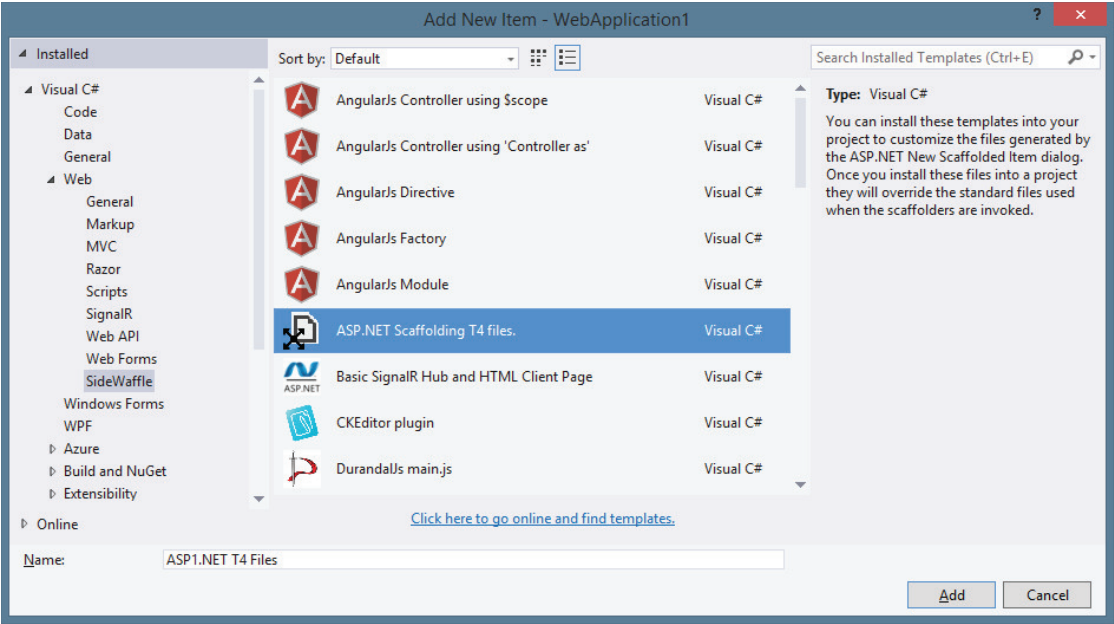 Add New Item - WebApplication1
?
Installed
Visual C#
Code
Data
General
Web
General
Markup
MVC
Razor
Scripts
SignalR
Web API
Web Forms
SideWaffle
Windows Forms
WPF
Azure
Build and NuGet
Extensibility
Online
Sort by: Default
AngularJs Controller using $scope Visual C#
AngularJs Controller using 'Controller as' Visual C#
AngularJs Directive Visual C#
AngularJs Factory Visual C#
AngularJs Module Visual C#
ASP.NET Scaffolding T4 files. Visual C#
ASP.NET
Basic SignalR Hub and HTML Client Page Visual C#
CKEditor plugin Visual C#
DurandalJs main.js Visual C#
Click here to go online and find templates.
Search Installed Templates (Ctrl+E)
Type: Visual C#
You can install these templates into your
project to customize the files generated by
the ASP.NET New Scaffolded Item dialog.
Once you install these files into a project
they will override the standard files used
when the scaffolders are invoked.
Name: ASP1.NET T4 Files
Add Cancel